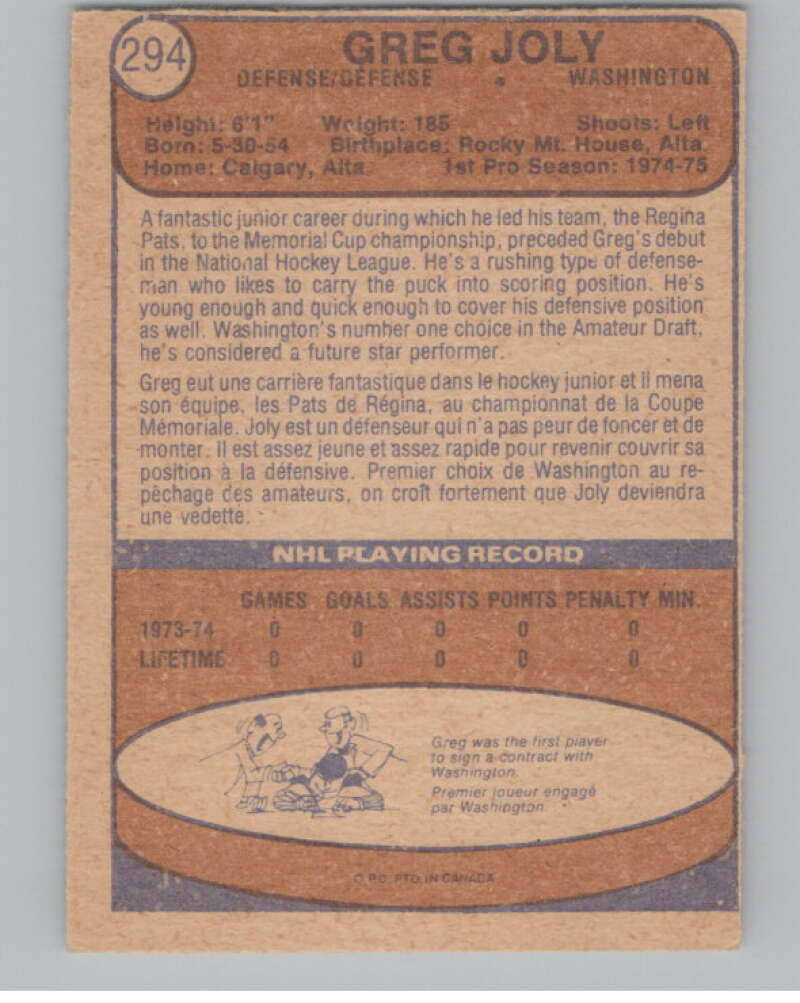 294
GREG JOLY
DEFENSE/DÉFENSE • WASHINGTON
Height: 6'1" Weight: 185 Shoots: Left
Born: 5-30-54 Birthplace: Rocky Mt. House, Alta.
Home: Calgary, Alta. 1st Pro Season: 1974-75
A fantastic junior career during which he led his team, the Regina
Pats, to the Memorial Cup championship, preceded Greg's debut
in the National Hockey League. He's a rushing type of defense-
man who likes to carry the puck into scoring position. He's
young enough and quick enough to cover his defensive position
as well. Washington's number one choice in the Amateur Draft,
he's considered a future star performer.
Greg eut une carrière fantastique dans le hockey junior et il mena
son équipe, les Pats de Régina, au championnat de la Coupe
Mémoriale. Joly est un défenseur qui n'a pas peur de foncer et de
monter. Il est assez jeune et assez rapide pour revenir couvrir sa
position à la défensive. Premier choix de Washington au re-
pêchage des amateurs, on croît fortement que Joly deviendra
une vedette.
NHL PLAYING RECORD
GAMES GOALS ASSISTS POINTS PENALTY MIN.
1973-74 0 0 0 0 0
LIFETIME 0 0 0 0 0
Greg was the first player
to sign a contract with
Washington.
Premier joueur engagé
par Washington.
O.P.C. PTD. IN CANADA